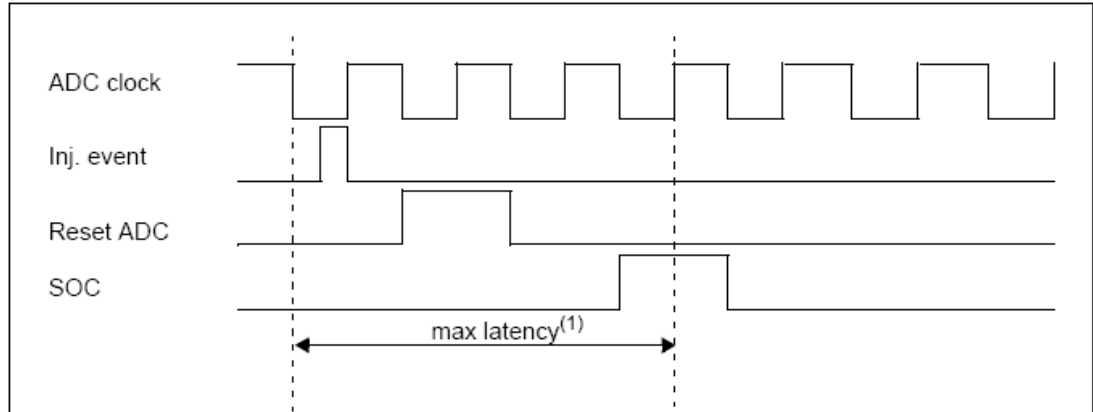 ADC clock
Inj. event
Reset ADC
SOC
max latency(1)